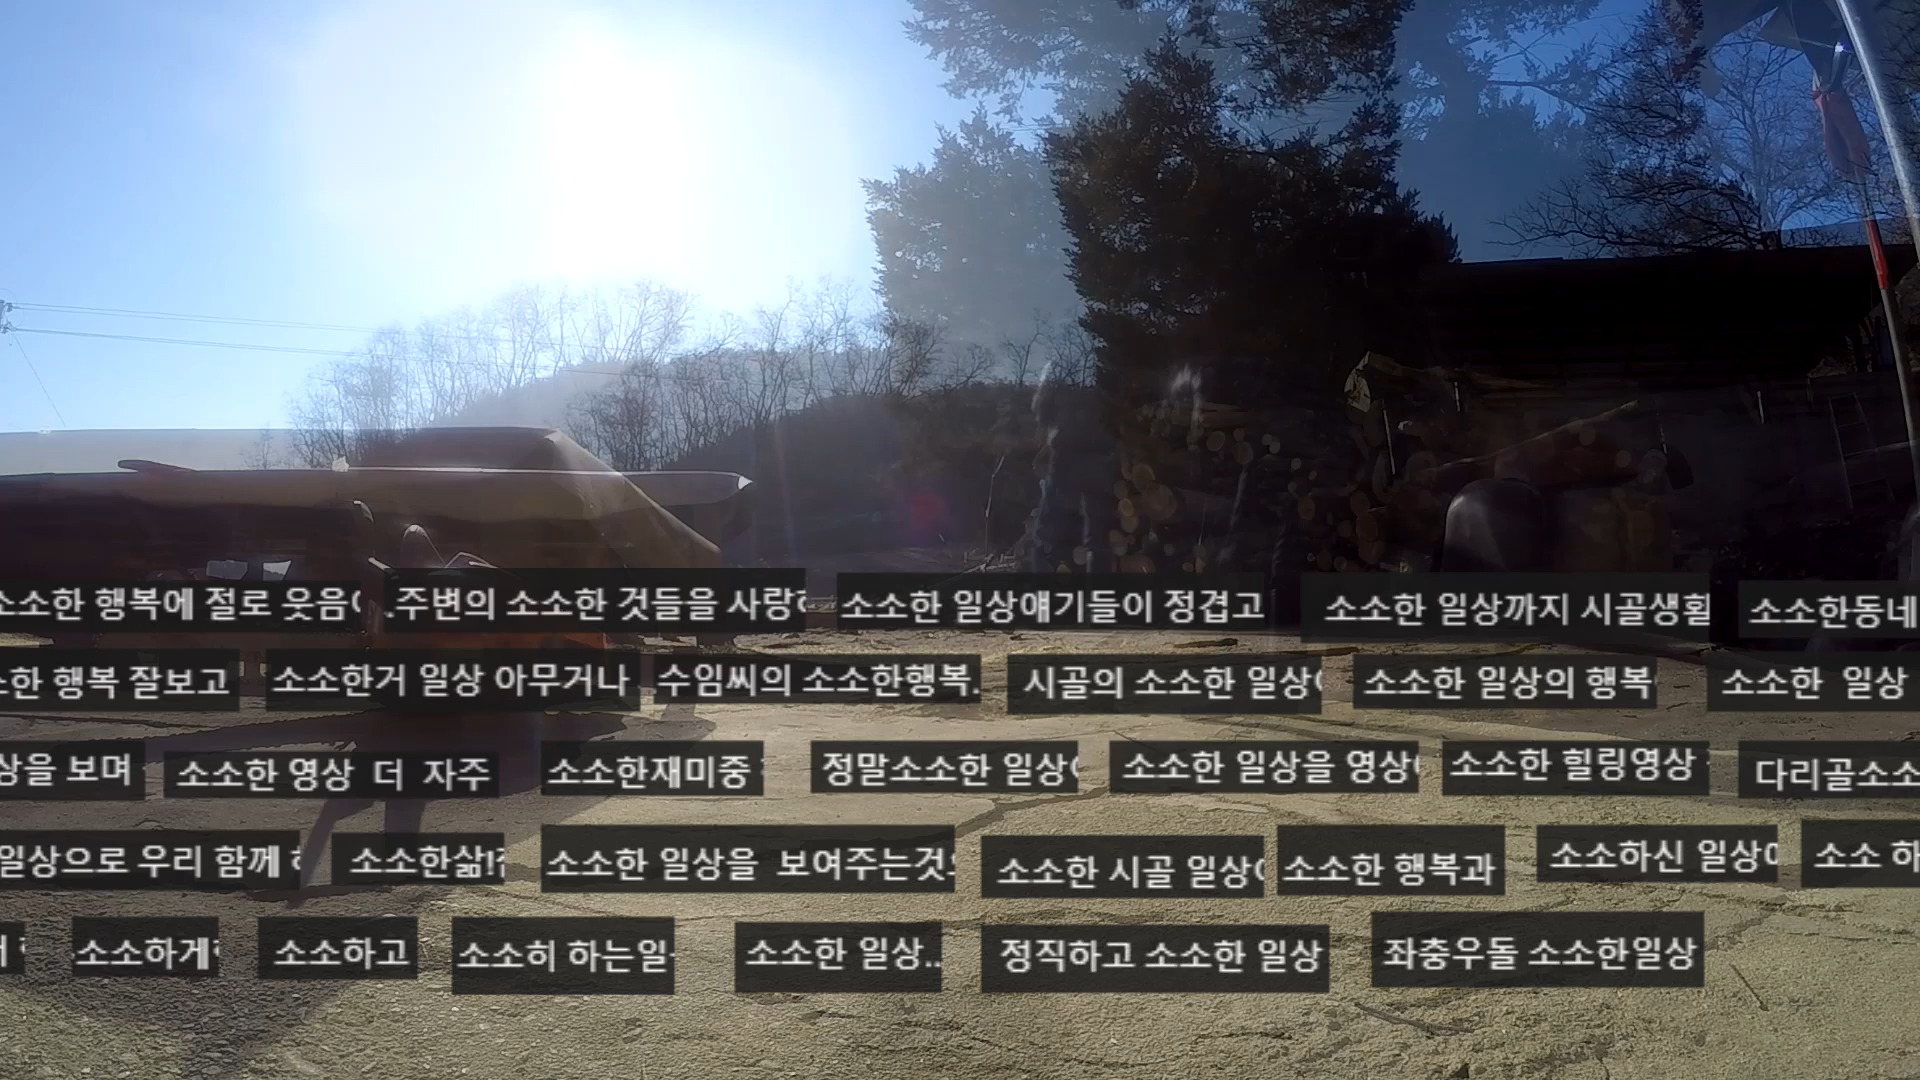 소소한 행복에 절로 웃음 .주변의 소소한 것들을 사랑 소소한 일상얘기들이 정겹고 소소한 일상까지 시골생활 소소한동네
소한 행복 잘보고 소소한거 일상 아무거나 수임씨의 소소한행복. 시골의 소소한 일상 소소한 일상의 행복 소소한 일상
상을 보며 소소한 영상 더 자주 소소한재미중 정말소소한 일상 소소한 일상을 영상 소소한 힐링영상 다리골소소
일상으로 우리 함께 소소한삶!! 소소한 일상을 보여주는것 소소한 시골 일상 소소한 행복과 소소하신 일상 소소 하
소소하게 소소하고 소소히 하는일 소소한 일상.. 정직하고 소소한 일상 좌충우돌 소소한일상